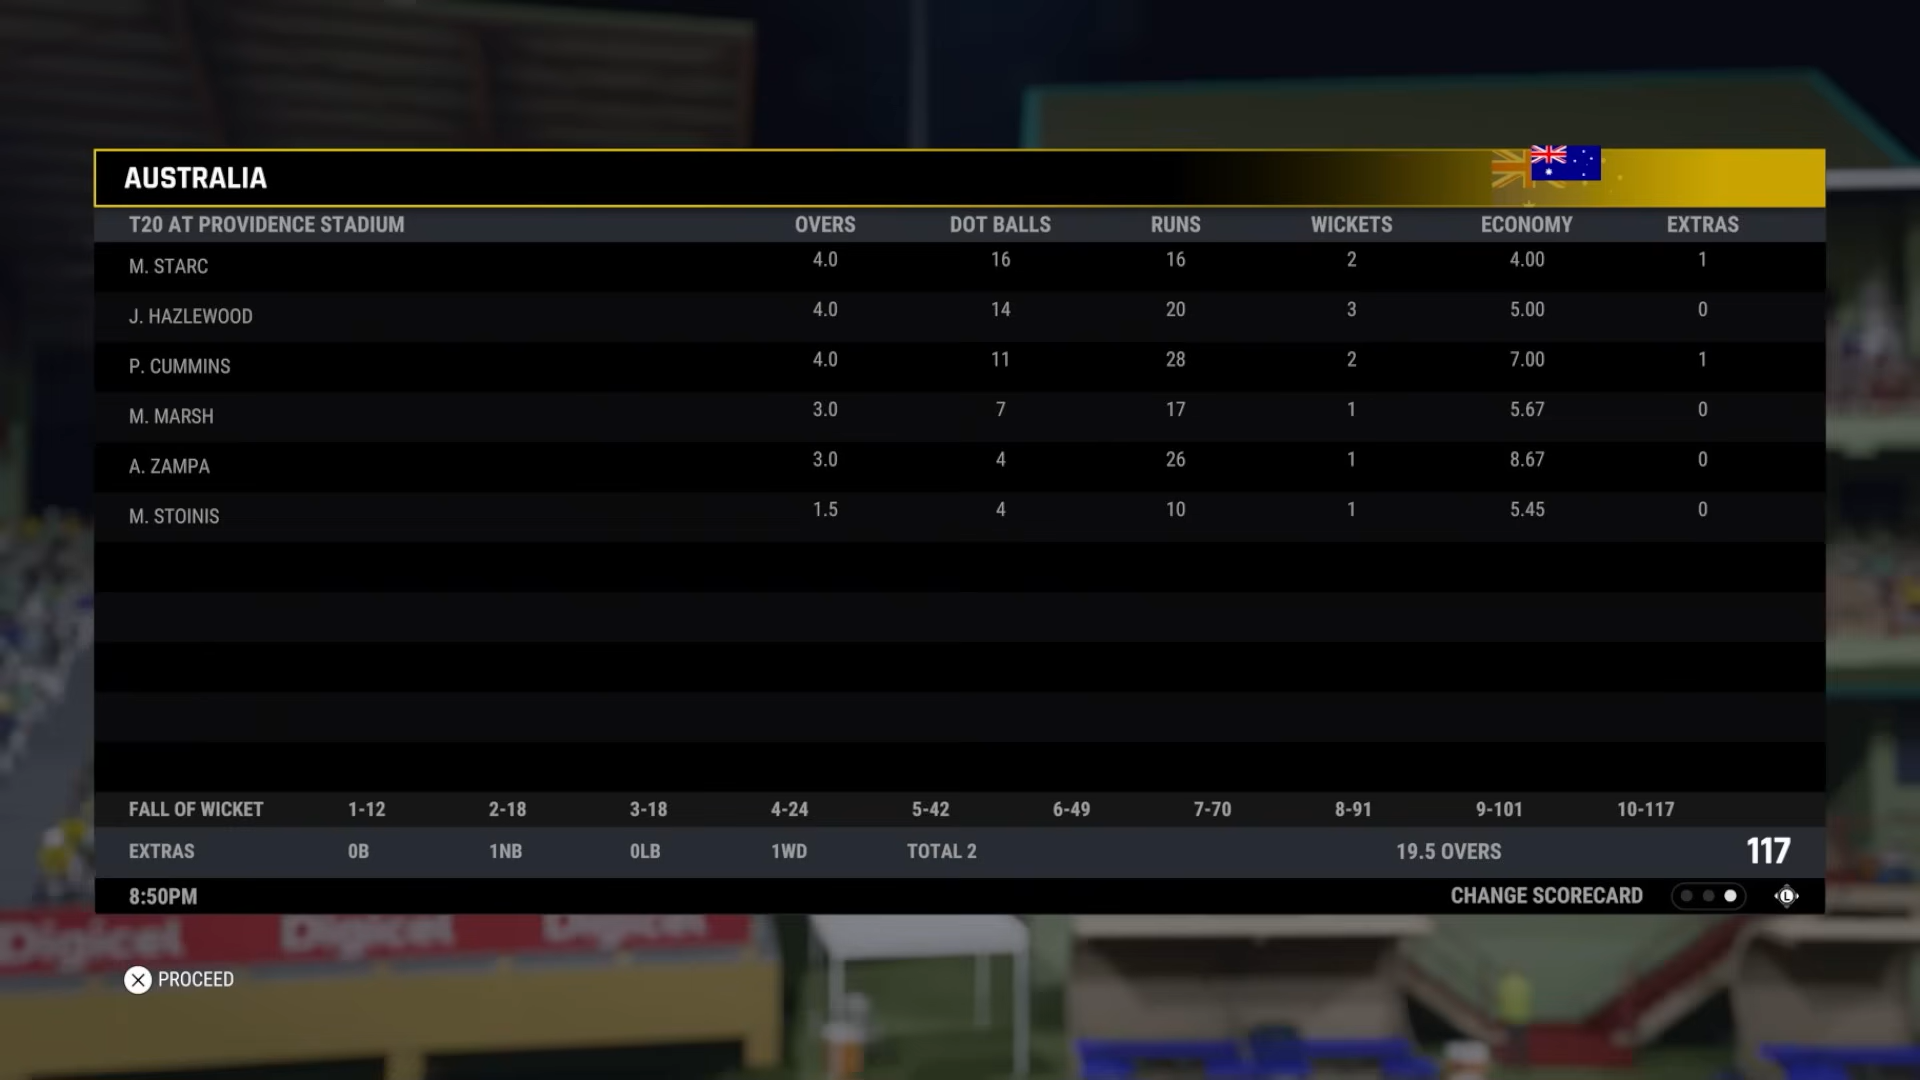 AUSTRALIA
T20 AT PROVIDENCE STADIUM OVERS DOT BALLS RUNS WICKETS ECONOMY EXTRAS
M. STARC 4.0 16 16 2 4.00 1
J. HAZLEWOOD 4.0 14 20 3 5.00 0
P. CUMMINS 4.0 11 28 2 7.00 1
M. MARSH 3.0 7 17 1 5.67 0
A. ZAMPA 3.0 4 26 1 8.67 0
M. STOINIS 1.5 4 10 1 5.45 0
FALL OF WICKET 1-12 2-18 3-18 4-24 5-42 6-49 7-70 8-91 9-101 10-117
EXTRAS 0B 1NB 0LB 1WD TOTAL 2 19.5 OVERS 117
8:50PM CHANGE SCORECARD L
Digicel Digicel Digicel
PROCEED